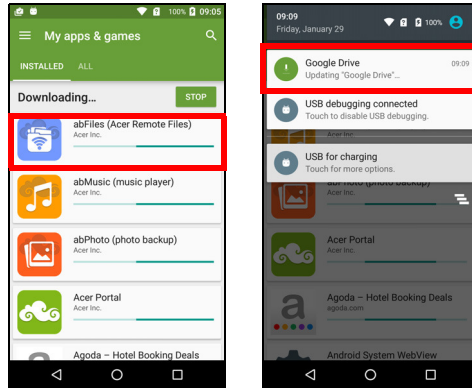 100% 09:05
My apps & games
INSTALLED ALL
Downloading... STOP
abFiles (Acer Remote Files)
Acer Inc.
abMusic (music player)
Acer Inc.
abPhoto (photo backup)
Acer Inc.
Acer Portal
Acer Inc.
Agoda – Hotel Booking Deals
09:09
Friday, January 29
100%
Google Drive 09:09
Updating "Google Drive"...
USB debugging connected
Touch to disable USB debugging.
Acer Inc.
USB for charging
Touch for more options.
abPhoto (photo backup)
Acer Inc.
Acer Portal
Acer Inc.
a
Agoda – Hotel Booking Deals
agoda.com
Android System WebView